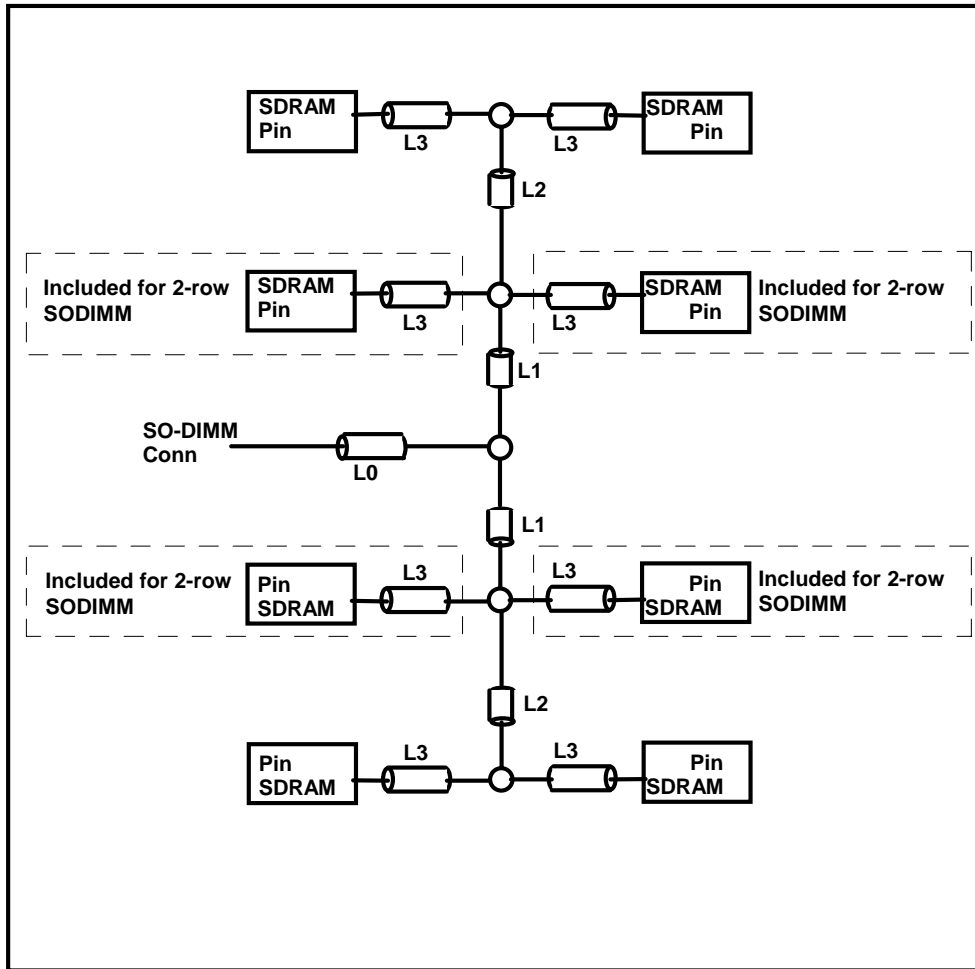 SDRAM
Pin
L3
L3
SDRAM
Pin
L2
Included for 2-row
SODIMM
SDRAM
Pin
L3
L3
SDRAM
Pin
Included for 2-row
SODIMM
L1
SO-DIMM
Conn
L0
L1
Included for 2-row
SODIMM
Pin
SDRAM
L3
L3
Pin
SDRAM
Included for 2-row
SODIMM
L2
Pin
SDRAM
L3
L3
Pin
SDRAM